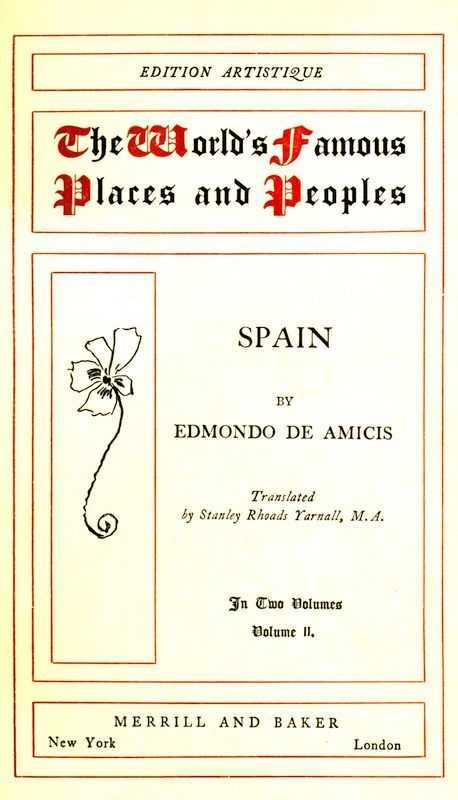 EDITION ARTISTIQUE
The World's Famous
Places and Peoples
SPAIN
BY
EDMONDO DE AMICIS
Translated
by Stanley Rhoads Yarnall, M. A.
In Two Volumes
Volume II.
MERRILL AND BAKER
New York London